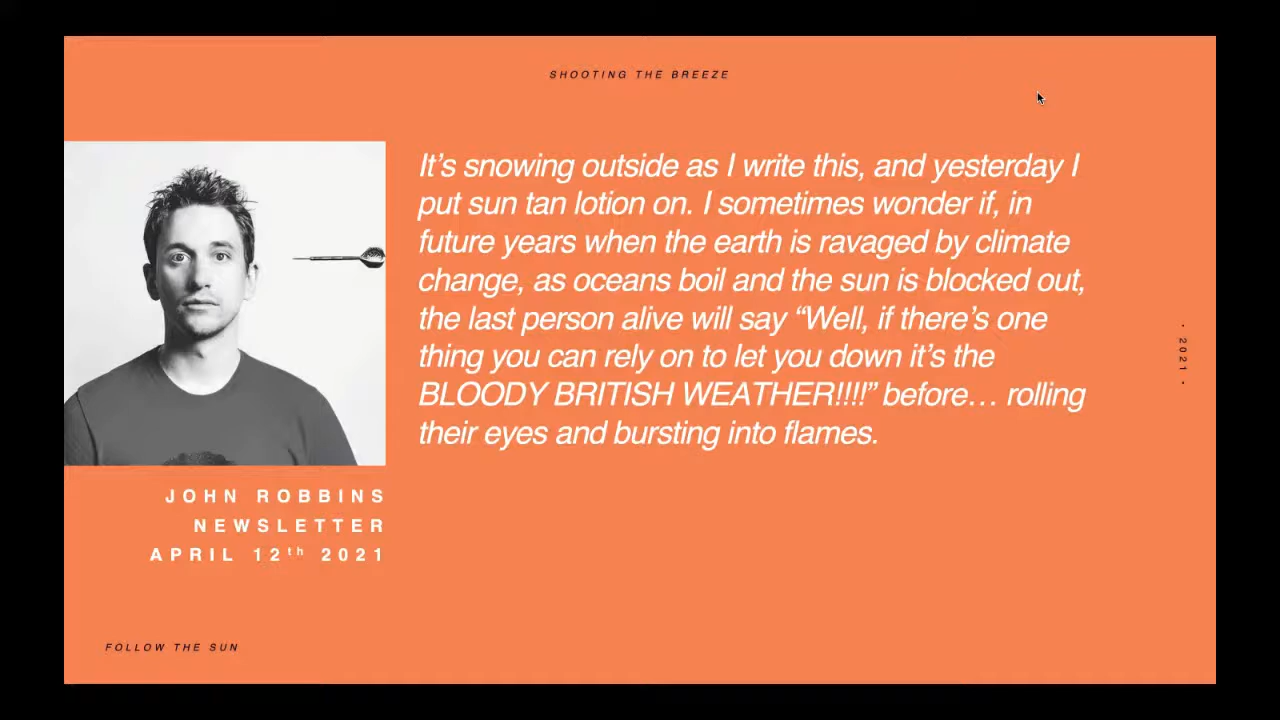 SHOOTING THE BREEZE
It’s snowing outside as I write this, and yesterday I
put sun tan lotion on. I sometimes wonder if, in
future years when the earth is ravaged by climate
change, as oceans boil and the sun is blocked out,
the last person alive will say “Well, if there’s one
thing you can rely on to let you down it’s the
BLOODY BRITISH WEATHER!!!!” before… rolling
their eyes and bursting into flames.
• 2021 •
JOHN ROBBINS
NEWSLETTER
APRIL 12th 2021
FOLLOW THE SUN